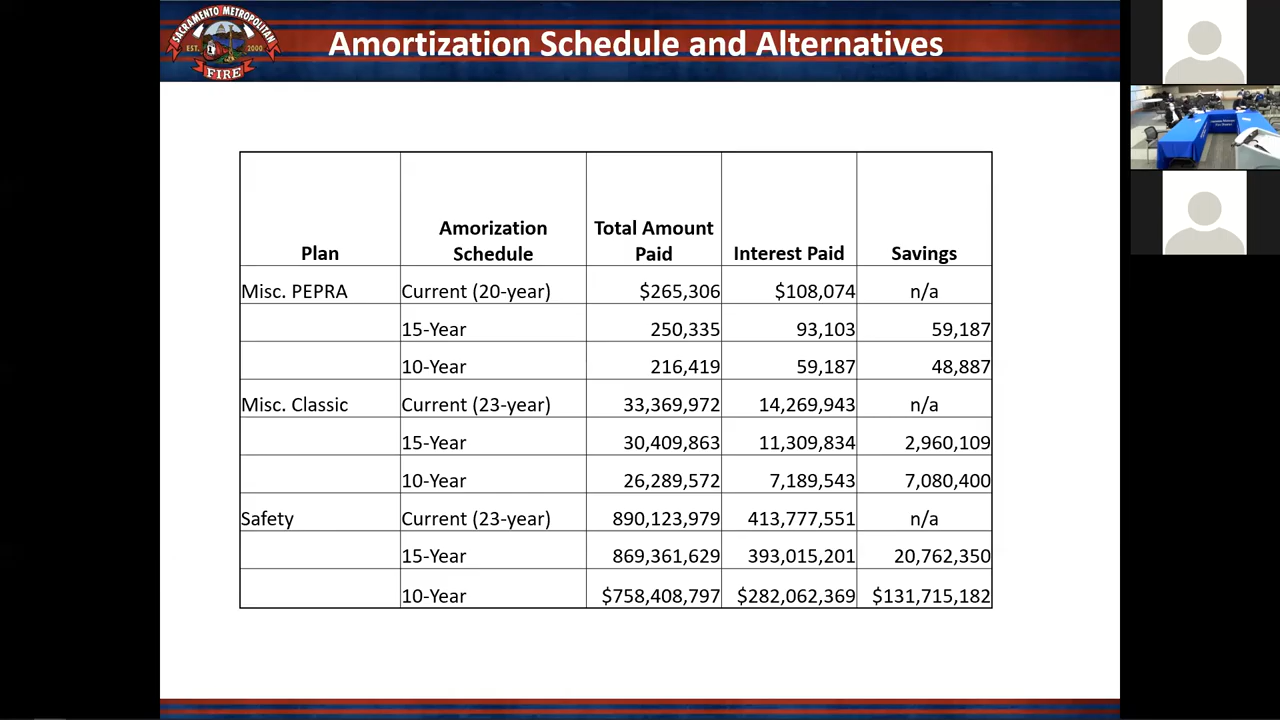 SACRAMENTO METROPOLITAN
EST. 2000
FIRE
Amortization Schedule and Alternatives
Plan Amorization Schedule Total Amount Paid Interest Paid Savings
Misc. PEPRA Current (20-year) $265,306 $108,074 n/a
15-Year 250,335 93,103 59,187
10-Year 216,419 59,187 48,887
Misc. Classic Current (23-year) 33,369,972 14,269,943 n/a
15-Year 30,409,863 11,309,834 2,960,109
10-Year 26,289,572 7,189,543 7,080,400
Safety Current (23-year) 890,123,979 413,777,551 n/a
15-Year 869,361,629 393,015,201 20,762,350
10-Year $758,408,797 $282,062,369 $131,715,182